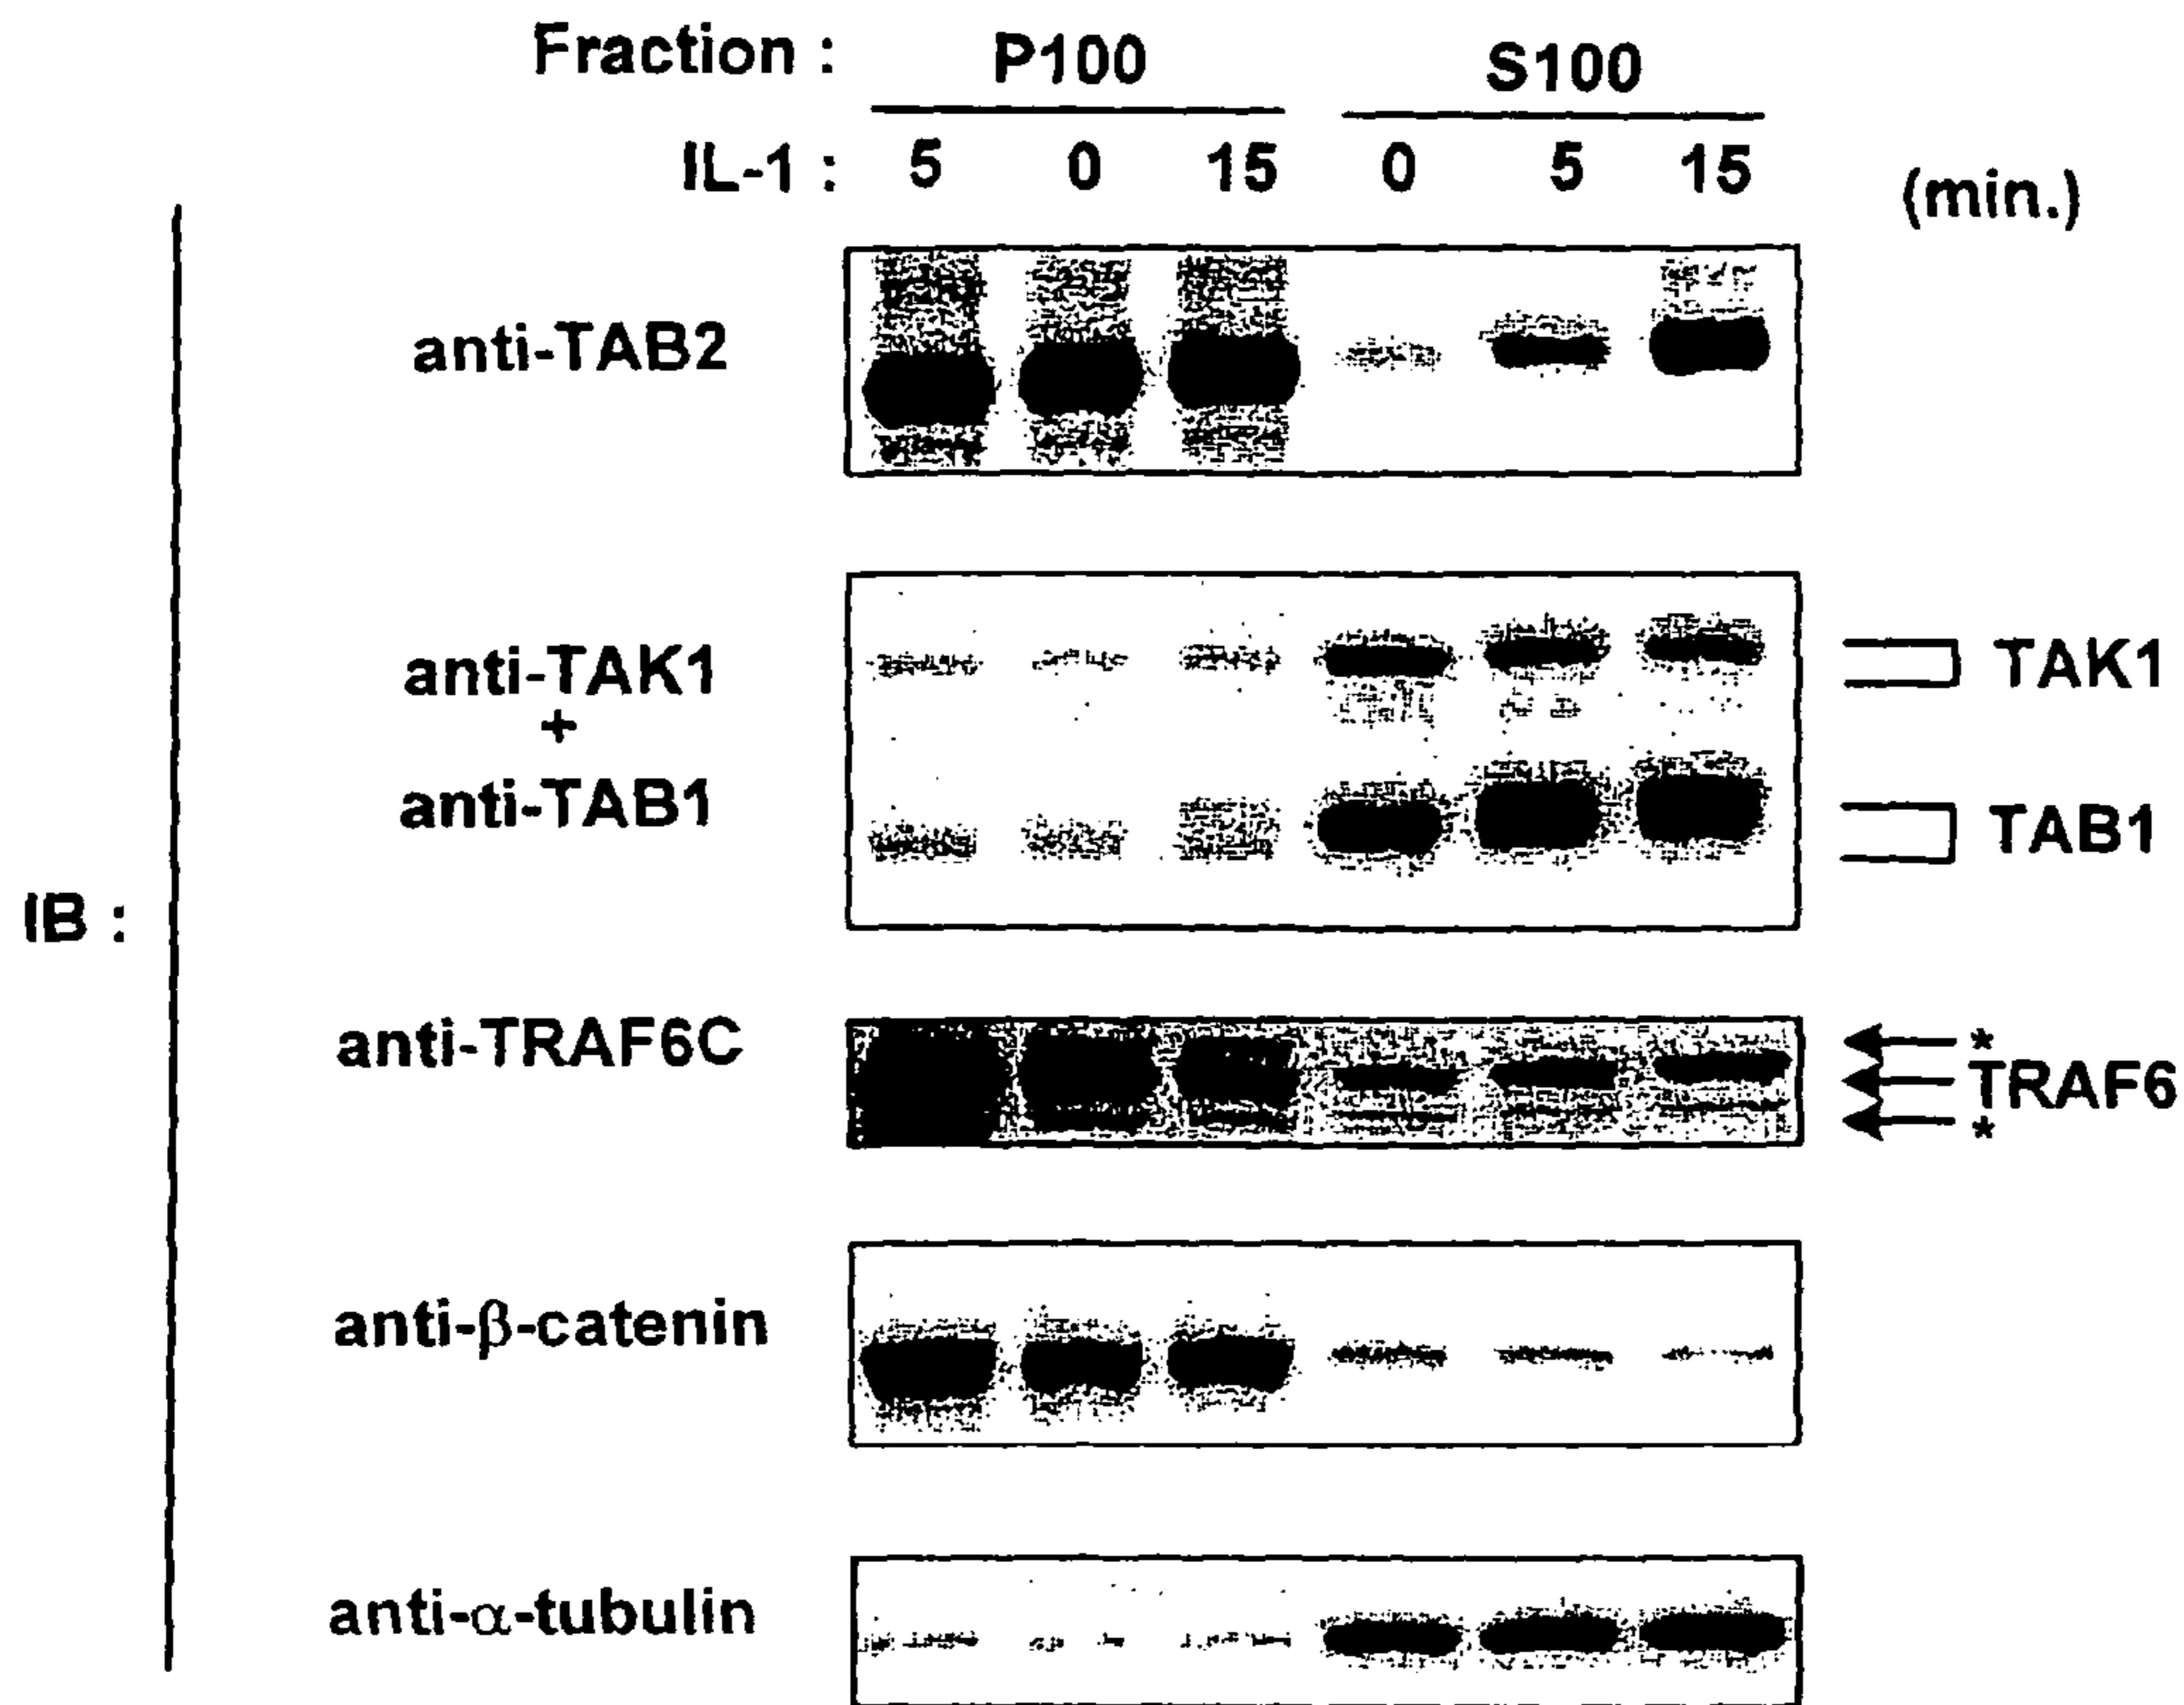 Fraction : P100 S100
IL-1 : 5 0 15 0 5 15 (min.)
anti-TAB2
anti-TAK1 TAK1
+
anti-TAB1 TAB1
IB :
anti-TRAF6C
*
TRAF6
*
anti-β-catenin
anti-α-tubulin